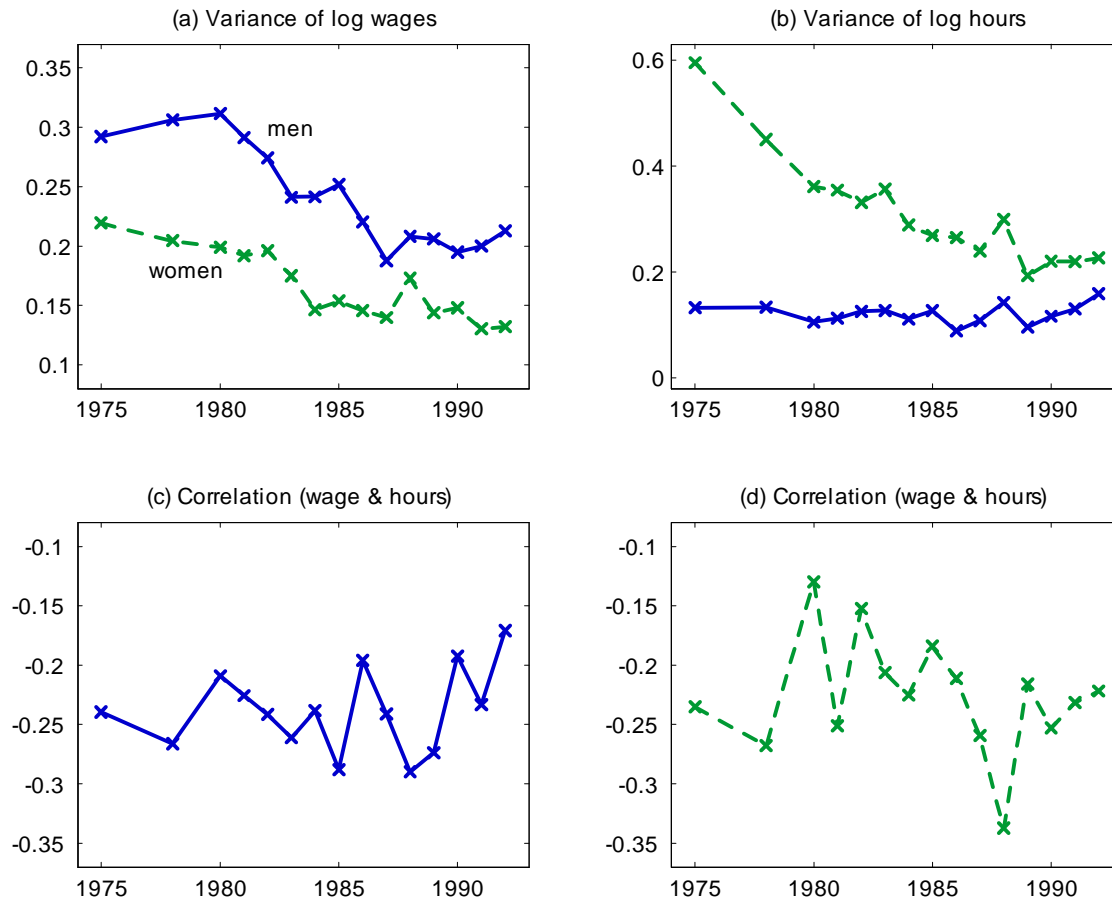 (a) Variance of log wages
0.35
0.3
0.25
0.2
0.15
0.1
men
women
1975 1980 1985 1990
(b) Variance of log hours
0.6
0.4
0.2
0
1975 1980 1985 1990
(c) Correlation (wage & hours)
-0.1
-0.15
-0.2
-0.25
-0.3
-0.35
1975 1980 1985 1990
(d) Correlation (wage & hours)
-0.1
-0.15
-0.2
-0.25
-0.3
-0.35
1975 1980 1985 1990